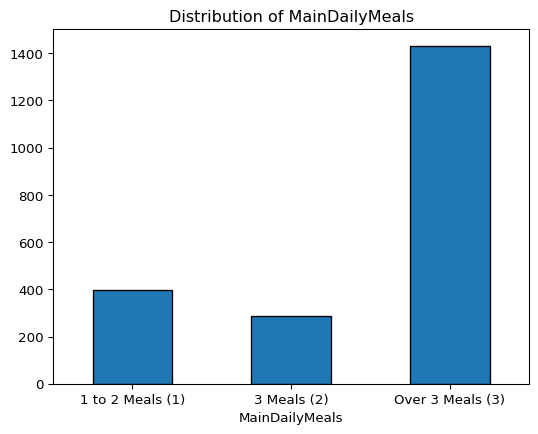 Distribution of MainDailyMeals
1400
1200
1000
800
600
400
200
0
1 to 2 Meals (1) 3 Meals (2) Over 3 Meals (3)
MainDailyMeals